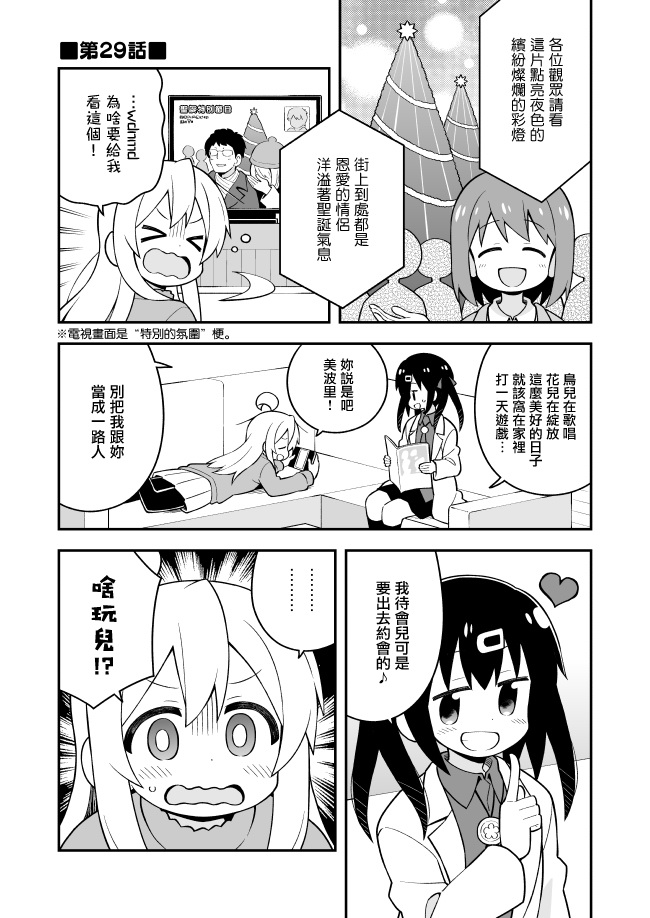 ■第29話■
各位觀眾請看
這片點亮夜色的
繽紛燦爛的彩燈
街上到處都是
恩愛的情侶
洋溢著聖誕氣息
聖誕特別節目
…wdnmd
為啥要給我
看這個！
※電視畫面是“特別的氛圍”梗。
鳥兒在歌唱
花兒在綻放
這麼美好的日子
就該窩在家裡
打一天遊戲…
妳說是吧
美波里！
別把我跟妳
當成一路人
我待會兒可是
要出去約會的♪
………
………
啥玩兒!?